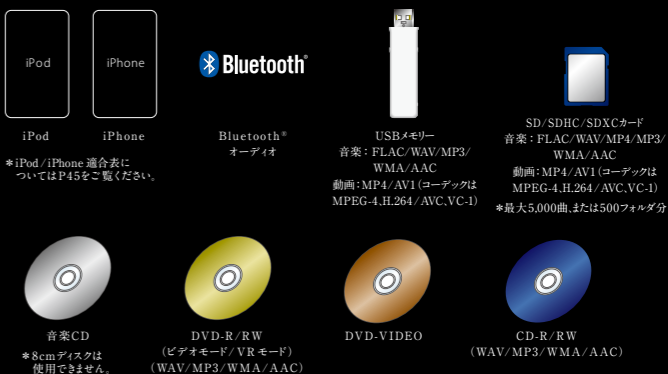 iPod
iPhone
Bluetooth®
iPod
iPhone
*iPod/iPhone 適合表に
ついてはP45をご覧ください。
Bluetooth®
オーディオ
USBメモリー
音楽：FLAC/WAV/MP3/
WMA/AAC
動画：MP4/AV1（コーデックは
MPEG-4、H.264/AVC、VC-1）
SD/SDHC/SDXCカード
音楽：FLAC/WAV/MP4/MP3/
WMA/AAC
動画：MP4/AV1（コーデックは
MPEG-4、H.264/AVC、VC-1）
*最大5,000曲、または500フォルダ分
音楽CD
*8cmディスクは
使用できません。
DVD-R/RW
（ビデオモード/VRモード）
（WAV/MP3/WMA/AAC）
DVD-VIDEO
CD-R/RW
（WAV/MP3/WMA/AAC）